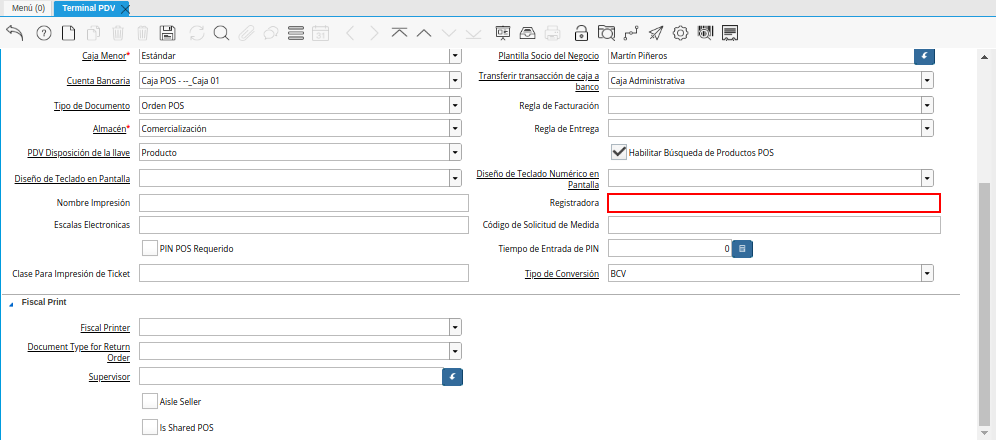 Menú (0) Terminal PDV
Caja Menor* Estándar Plantilla Socio del Negocio Martín Piñeros
Cuenta Bancaria Caja POS - --_Caja 01 Transferir transacción de caja a banco Caja Administrativa
Tipo de Documento Orden POS Regla de Facturación
Almacén* Comercialización Regla de Entrega
PDV Disposición de la llave Producto Habilitar Búsqueda de Productos POS
Diseño de Teclado en Pantalla Diseño de Teclado Numérico en Pantalla
Nombre Impresión Registradora
Escalas Electronicas Código de Solicitud de Medida
PIN POS Requerido Tiempo de Entrada de PIN 0
Clase Para Impresión de Ticket Tipo de Conversión BCV
Fiscal Print
Fiscal Printer
Document Type for Return
Order
Supervisor
Aisle Seller
Is Shared POS